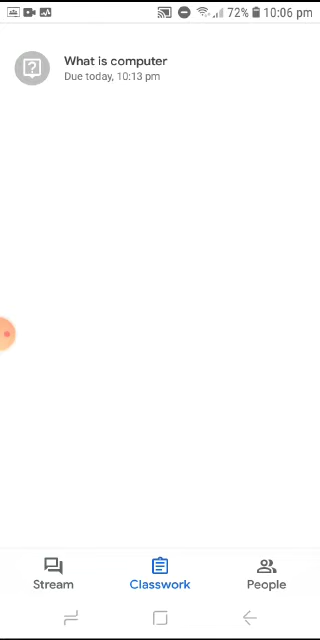 72% 10:06 pm
What is computer
Due today, 10:13 pm
Stream Classwork People